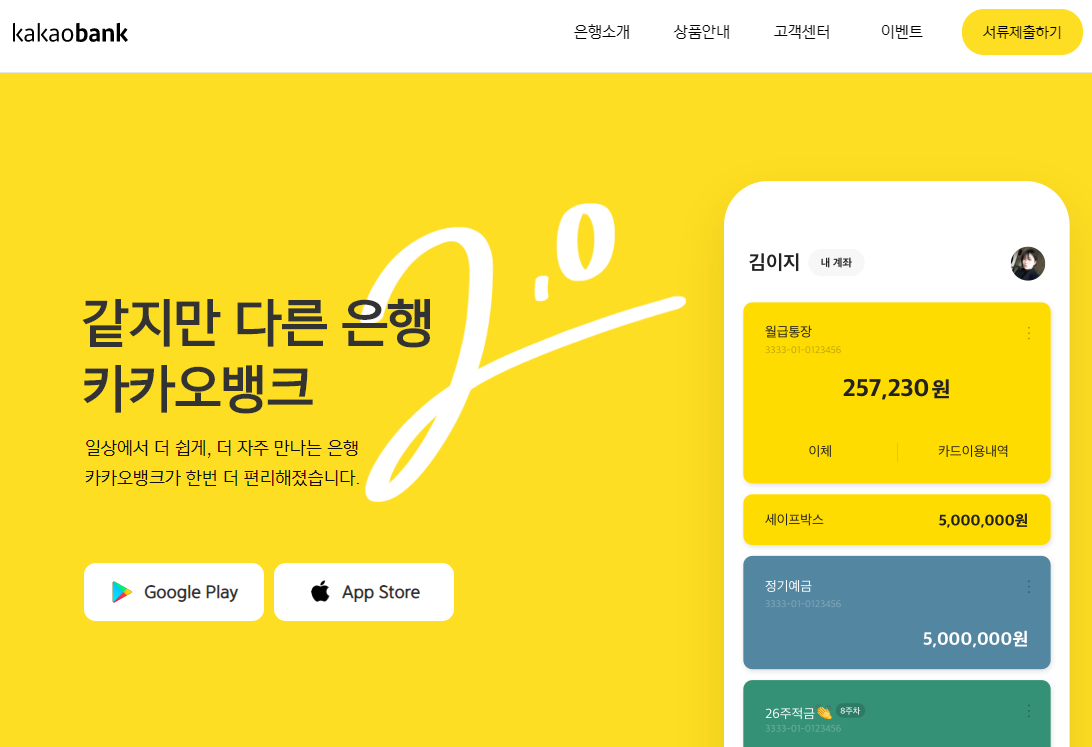 kakaobank
은행소개 상품안내 고객센터 이벤트 서류제출하기
2.0
같지만 다른 은행
카카오뱅크
일상에서 더 쉽게, 더 자주 만나는 은행
카카오뱅크가 한번 더 편리해졌습니다.
Google Play App Store
김이지 내 계좌
월급통장
3333-01-0123456
257,230원
이체 카드이용내역
세이프박스 5,000,000원
정기예금
3333-01-0123456
5,000,000원
26주적금👏 8주차
3333-01-0123456